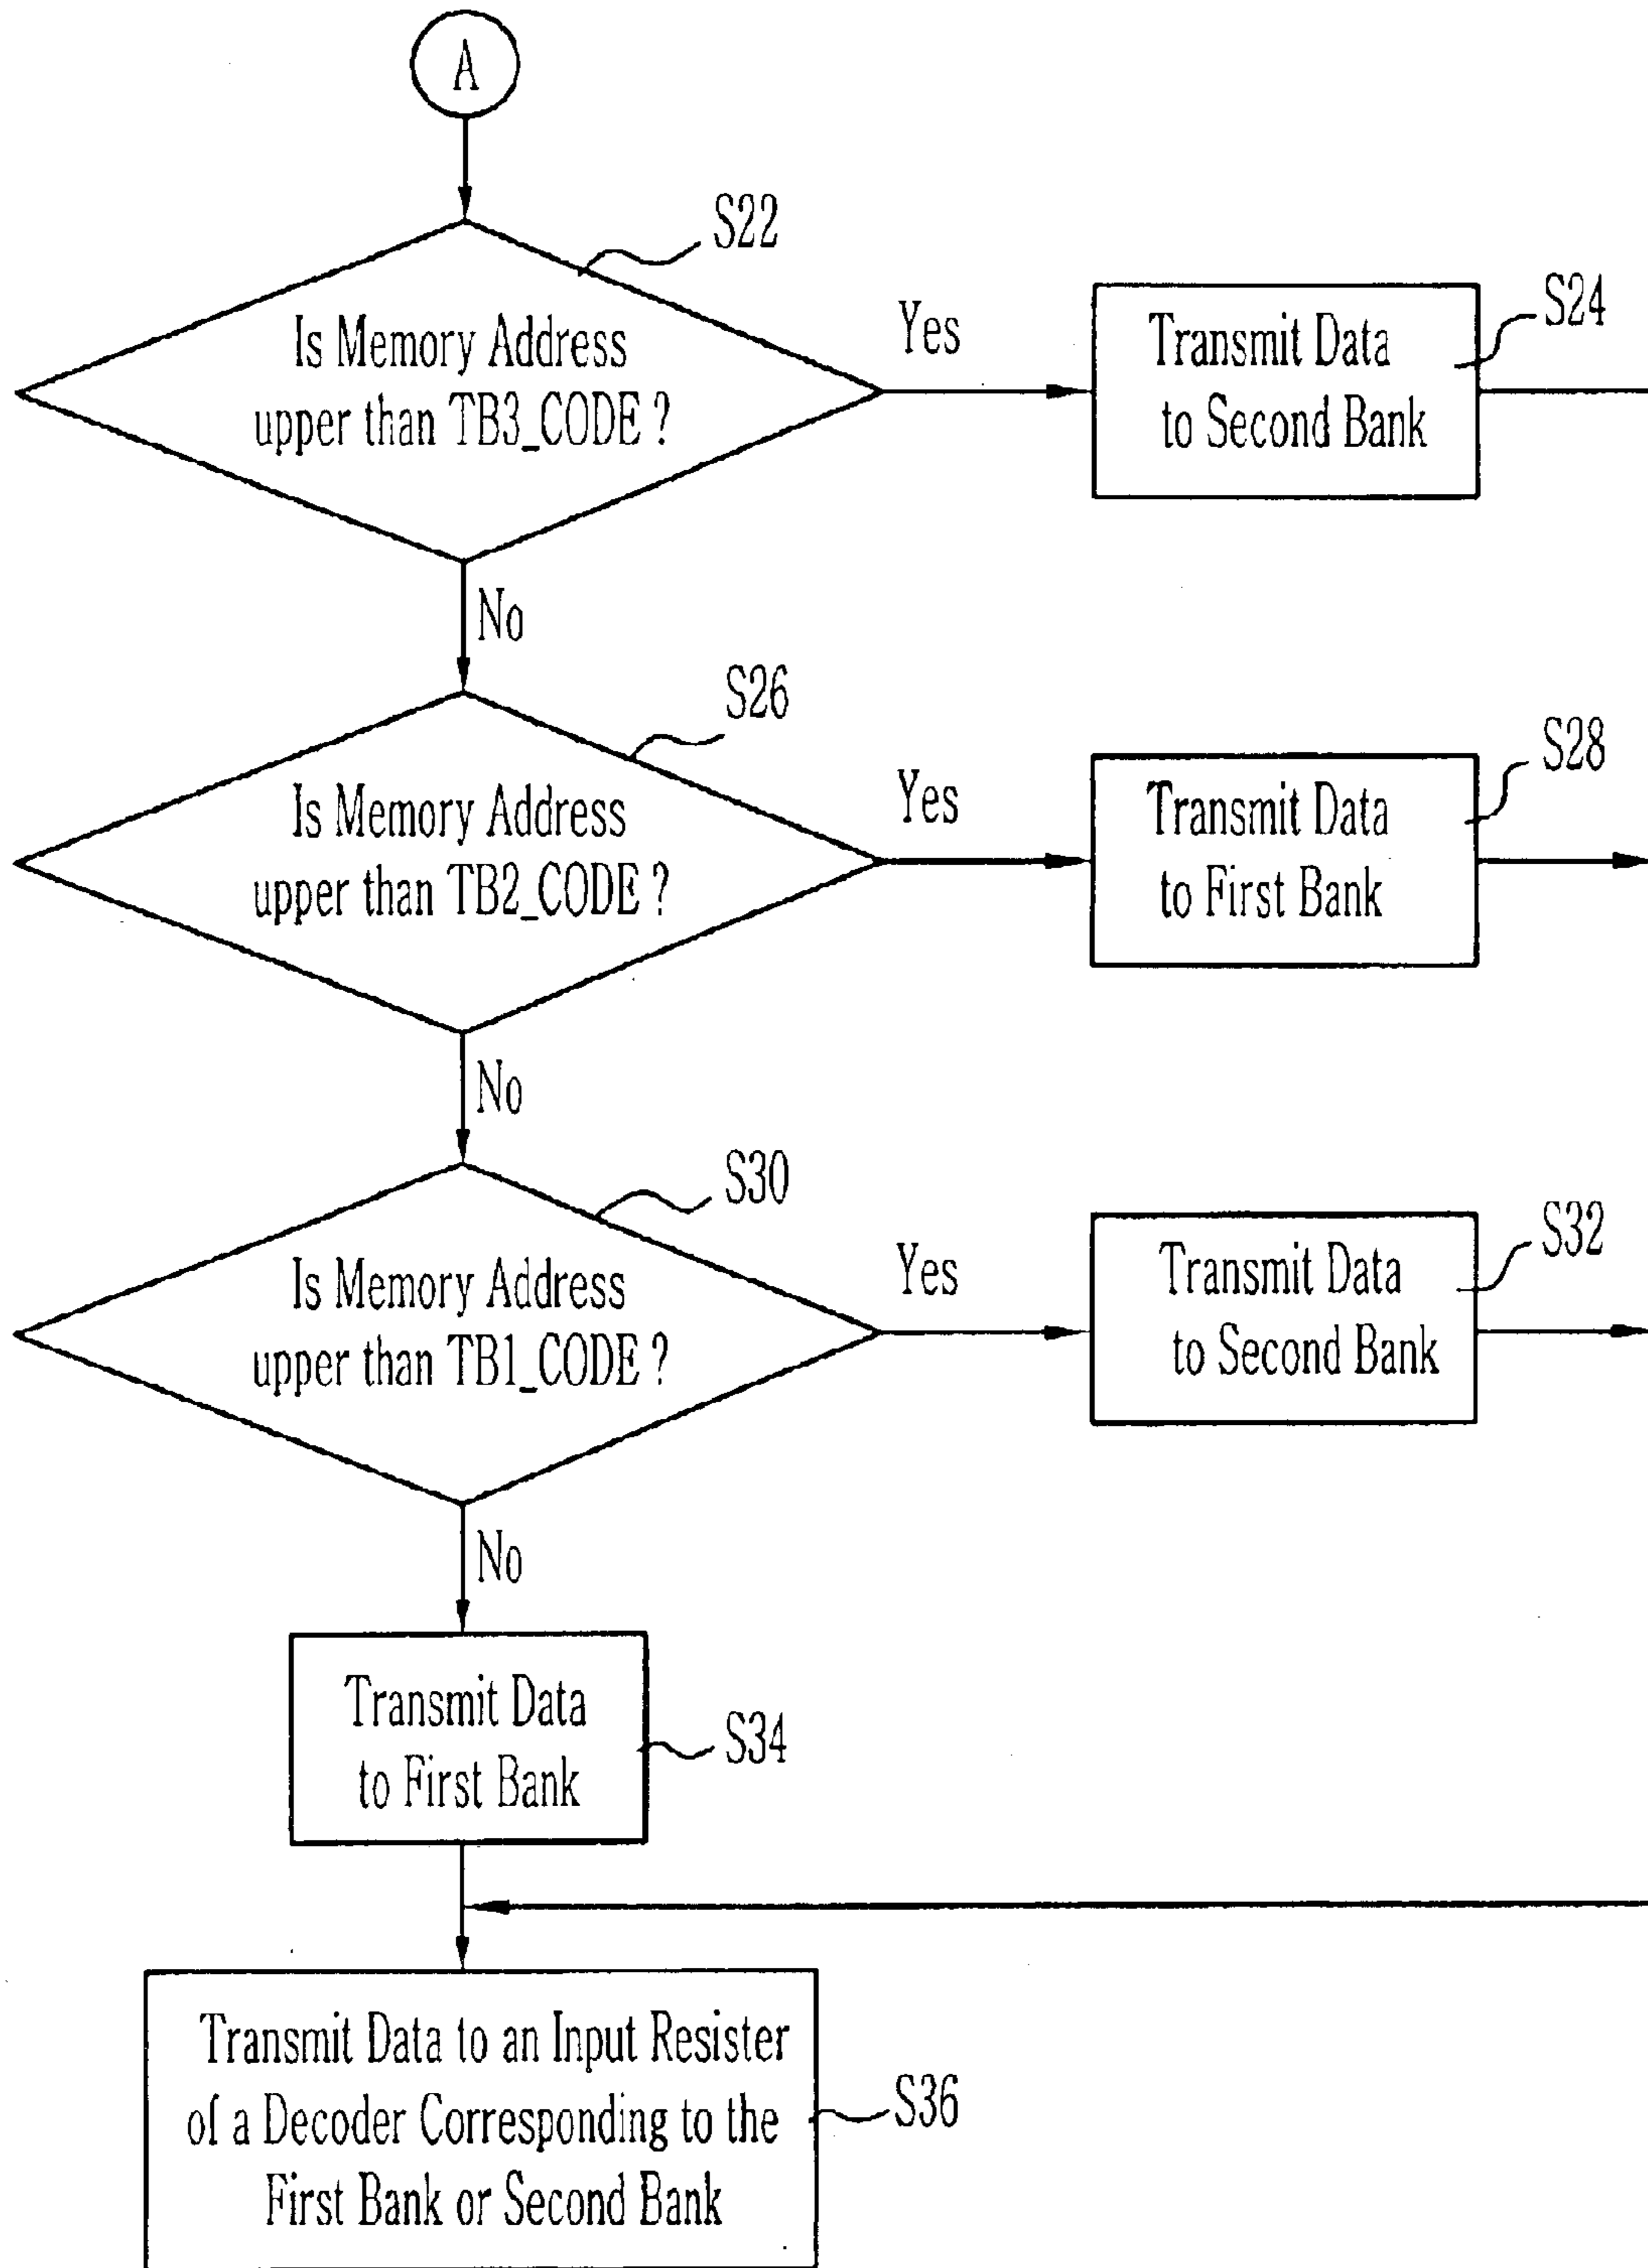 A
S22
Is Memory Address
upper than TB3_CODE ?
Yes
Transmit Data
to Second Bank
S24
No
S26
Is Memory Address
upper than TB2_CODE ?
Yes
Transmit Data
to First Bank
S28
No
S30
Is Memory Address
upper than TB1_CODE ?
Yes
Transmit Data
to Second Bank
S32
No
Transmit Data
to First Bank
S34
Transmit Data to an Input Resister
of a Decoder Corresponding to the
First Bank or Second Bank
S36